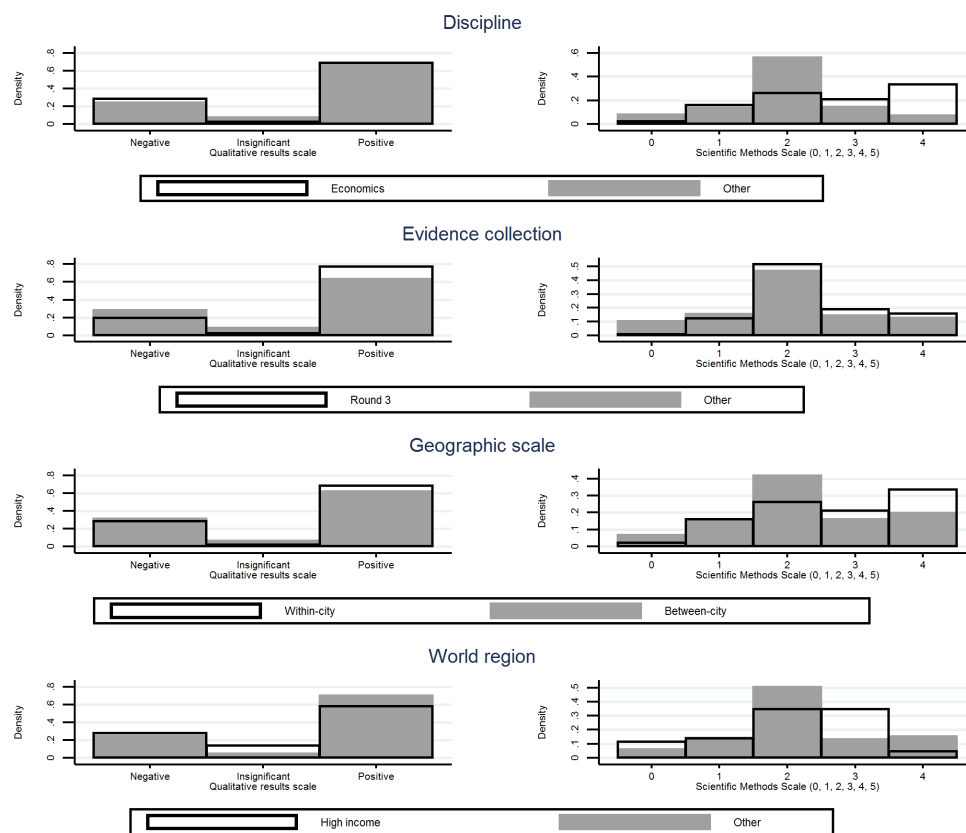 Discipline
Density
0 .2 .4 .6 .8
Negative Insignificant Positive
Qualitative results scale
Density
0 .2 .4 .6
0 1 2 3 4
Scientific Methods Scale (0, 1, 2, 3, 4, 5)
Economics Other
Evidence collection
Density
0 .2 .4 .6 .8
Negative Insignificant Positive
Qualitative results scale
Density
0 .1 .2 .3 .4 .5
0 1 2 3 4
Scientific Methods Scale (0, 1, 2, 3, 4, 5)
Round 3 Other
Geographic scale
Density
0 .2 .4 .6 .8
Negative Insignificant Positive
Qualitative results scale
Density
0 .1 .2 .3 .4
0 1 2 3 4
Scientific Methods Scale (0, 1, 2, 3, 4, 5)
Within-city Between-city
World region
Density
0 .2 .4 .6 .8
Negative Insignificant Positive
Qualitative results scale
Density
0 .1 .2 .3 .4 .5
0 1 2 3 4
Scientific Methods Scale (0, 1, 2, 3, 4, 5)
High income Other